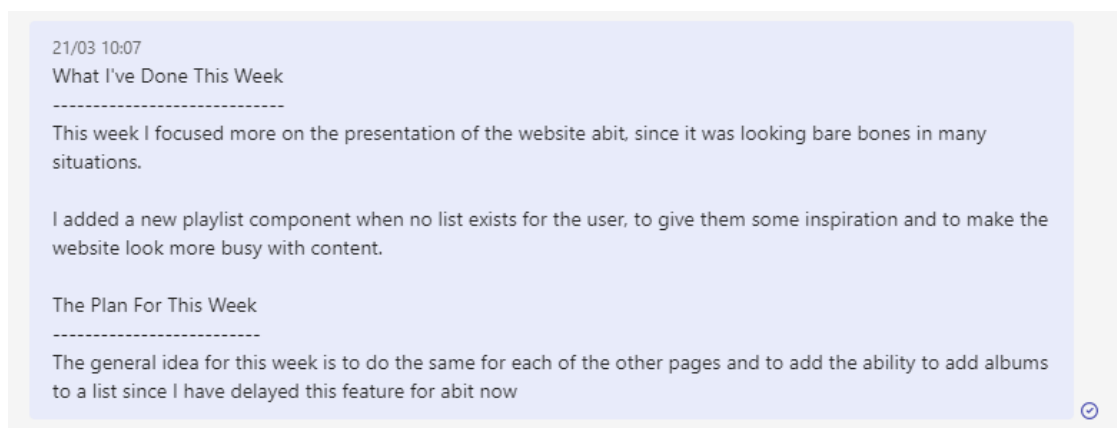 21/03 10:07
What I've Done This Week
-----------------------------
This week I focused more on the presentation of the website abit, since it was looking bare bones in many
situations.
I added a new playlist component when no list exists for the user, to give them some inspiration and to make the
website look more busy with content.
The Plan For This Week
--------------------------
The general idea for this week is to do the same for each of the other pages and to add the ability to add albums
to a list since I have delayed this feature for abit now